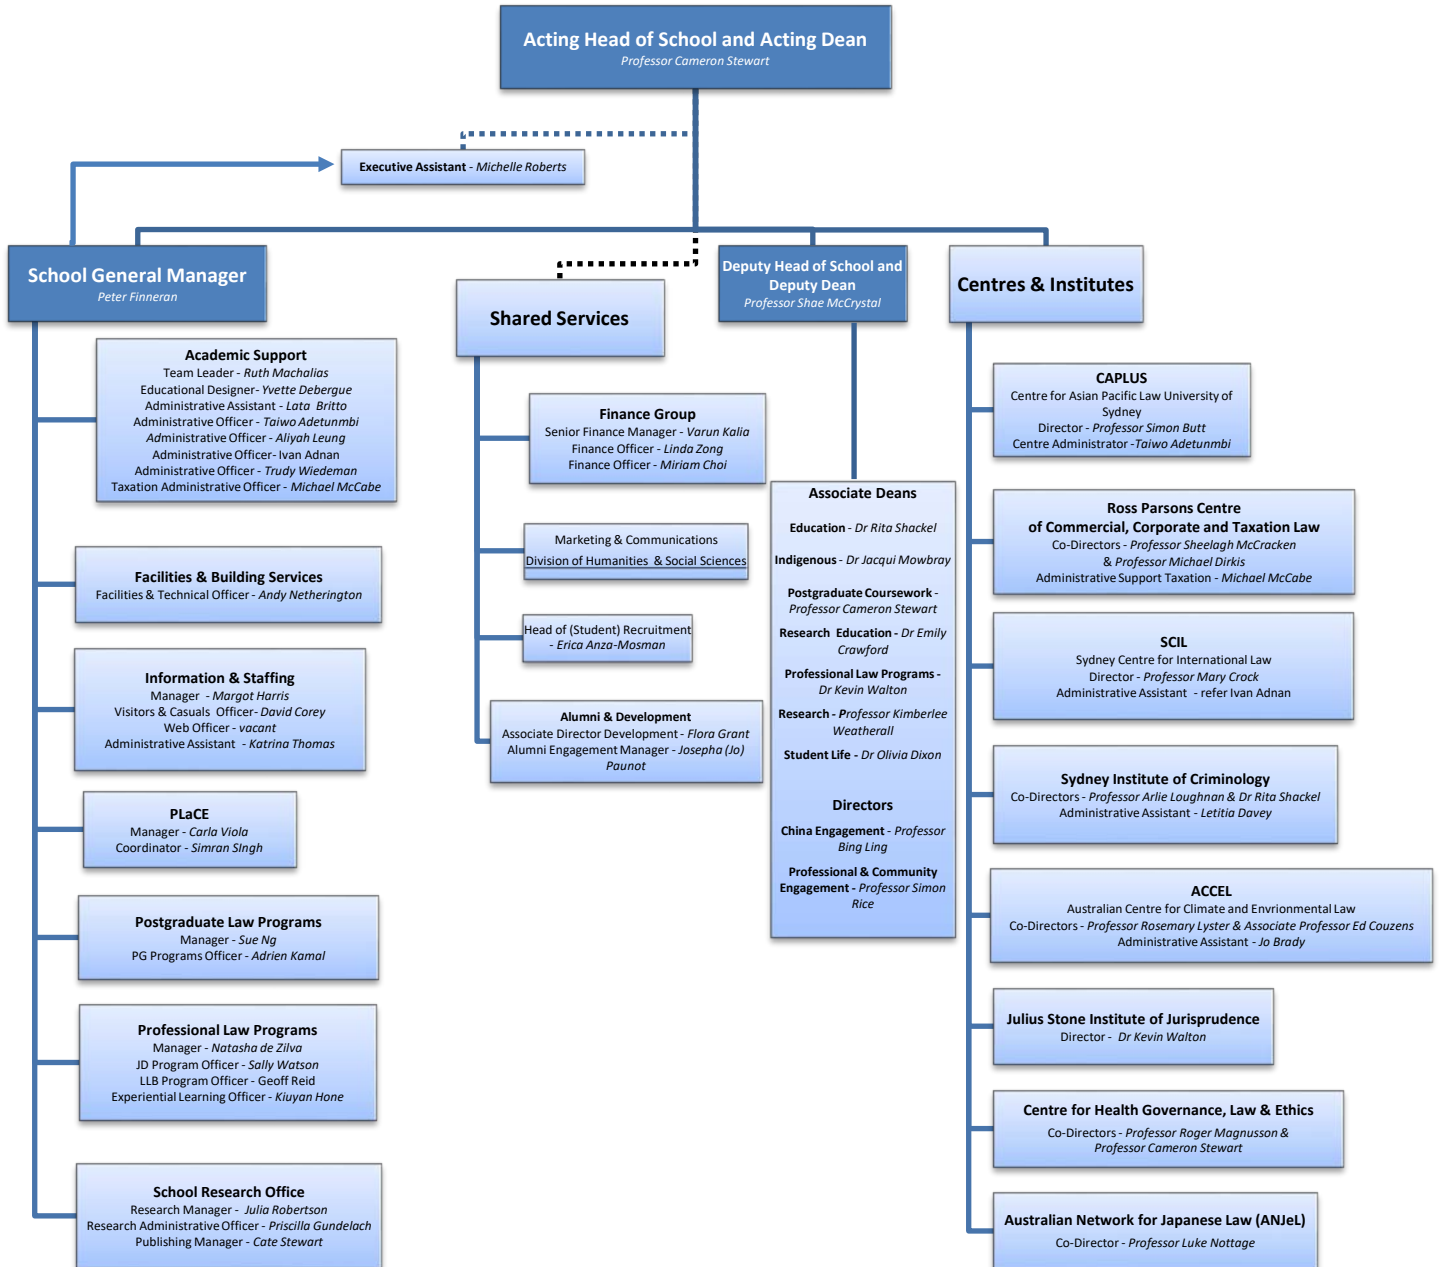 Acting Head of School and Acting Dean
Professor Cameron Stewart
Executive Assistant - Michelle Roberts
School General Manager
Peter Finneran
Academic Support
Team Leader - Ruth Machalias
Educational Designer- Yvette Debergue
Administrative Assistant - Lata Britto
Administrative Officer - Taiwo Adetunmbi
Administrative Officer - Aliyah Leung
Administrative Officer- Ivan Adnan
Administrative Officer - Trudy Wiedeman
Taxation Administrative Officer - Michael McCabe
Facilities & Building Services
Facilities & Technical Officer - Andy Netherington
Information & Staffing
Manager - Margot Harris
Visitors & Casuals Officer- David Corey
Web Officer - vacant
Administrative Assistant - Katrina Thomas
PLaCE
Manager - Carla Viola
Coordinator - Simran SIngh
Postgraduate Law Programs
Manager - Sue Ng
PG Programs Officer - Adrien Kamal
Professional Law Programs
Manager - Natasha de Zilva
JD Program Officer - Sally Watson
LLB Program Officer - Geoff Reid
Experiential Learning Officer - Kiuyan Hone
School Research Office
Research Manager - Julia Robertson
Research Administrative Officer - Priscilla Gundelach
Publishing Manager - Cate Stewart
Shared Services
Finance Group
Senior Finance Manager - Varun Kalia
Finance Officer - Linda Zong
Finance Officer - Miriam Choi
Marketing & Communications
Division of Humanities & Social Sciences
Head of (Student) Recruitment
- Erica Anza-Mosman
Alumni & Development
Associate Director Development - Flora Grant
Alumni Engagement Manager - Josepha (Jo)
Paunot
Deputy Head of School and
Deputy Dean
Professor Shae McCrystal
Associate Deans
Education - Dr Rita Shackel
Indigenous - Dr Jacqui Mowbray
Postgraduate Coursework -
Professor Cameron Stewart
Research Education - Dr Emily
Crawford
Professional Law Programs -
Dr Kevin Walton
Research - Professor Kimberlee
Weatherall
Student Life - Dr Olivia Dixon
Directors
China Engagement - Professor
Bing Ling
Professional & Community
Engagement - Professor Simon
Rice
Centres & Institutes
CAPLUS
Centre for Asian Pacific Law University of
Sydney
Director - Professor Simon Butt
Centre Administrator -Taiwo Adetunmbi
Ross Parsons Centre
of Commercial, Corporate and Taxation Law
Co-Directors - Professor Sheelagh McCracken
& Professor Michael Dirkis
Administrative Support Taxation - Michael McCabe
SCIL
Sydney Centre for International Law
Director - Professor Mary Crock
Administrative Assistant - refer Ivan Adnan
Sydney Institute of Criminology
Co-Directors - Professor Arlie Loughnan & Dr Rita Shackel
Administrative Assistant - Letitia Davey
ACCEL
Australian Centre for Climate and Envrionmental Law
Co-Directors - Professor Rosemary Lyster & Associate Professor Ed Couzens
Administrative Assistant - Jo Brady
Julius Stone Institute of Jurisprudence
Director - Dr Kevin Walton
Centre for Health Governance, Law & Ethics
Co-Directors - Professor Roger Magnusson &
Professor Cameron Stewart
Australian Network for Japanese Law (ANJeL)
Co-Director - Professor Luke Nottage